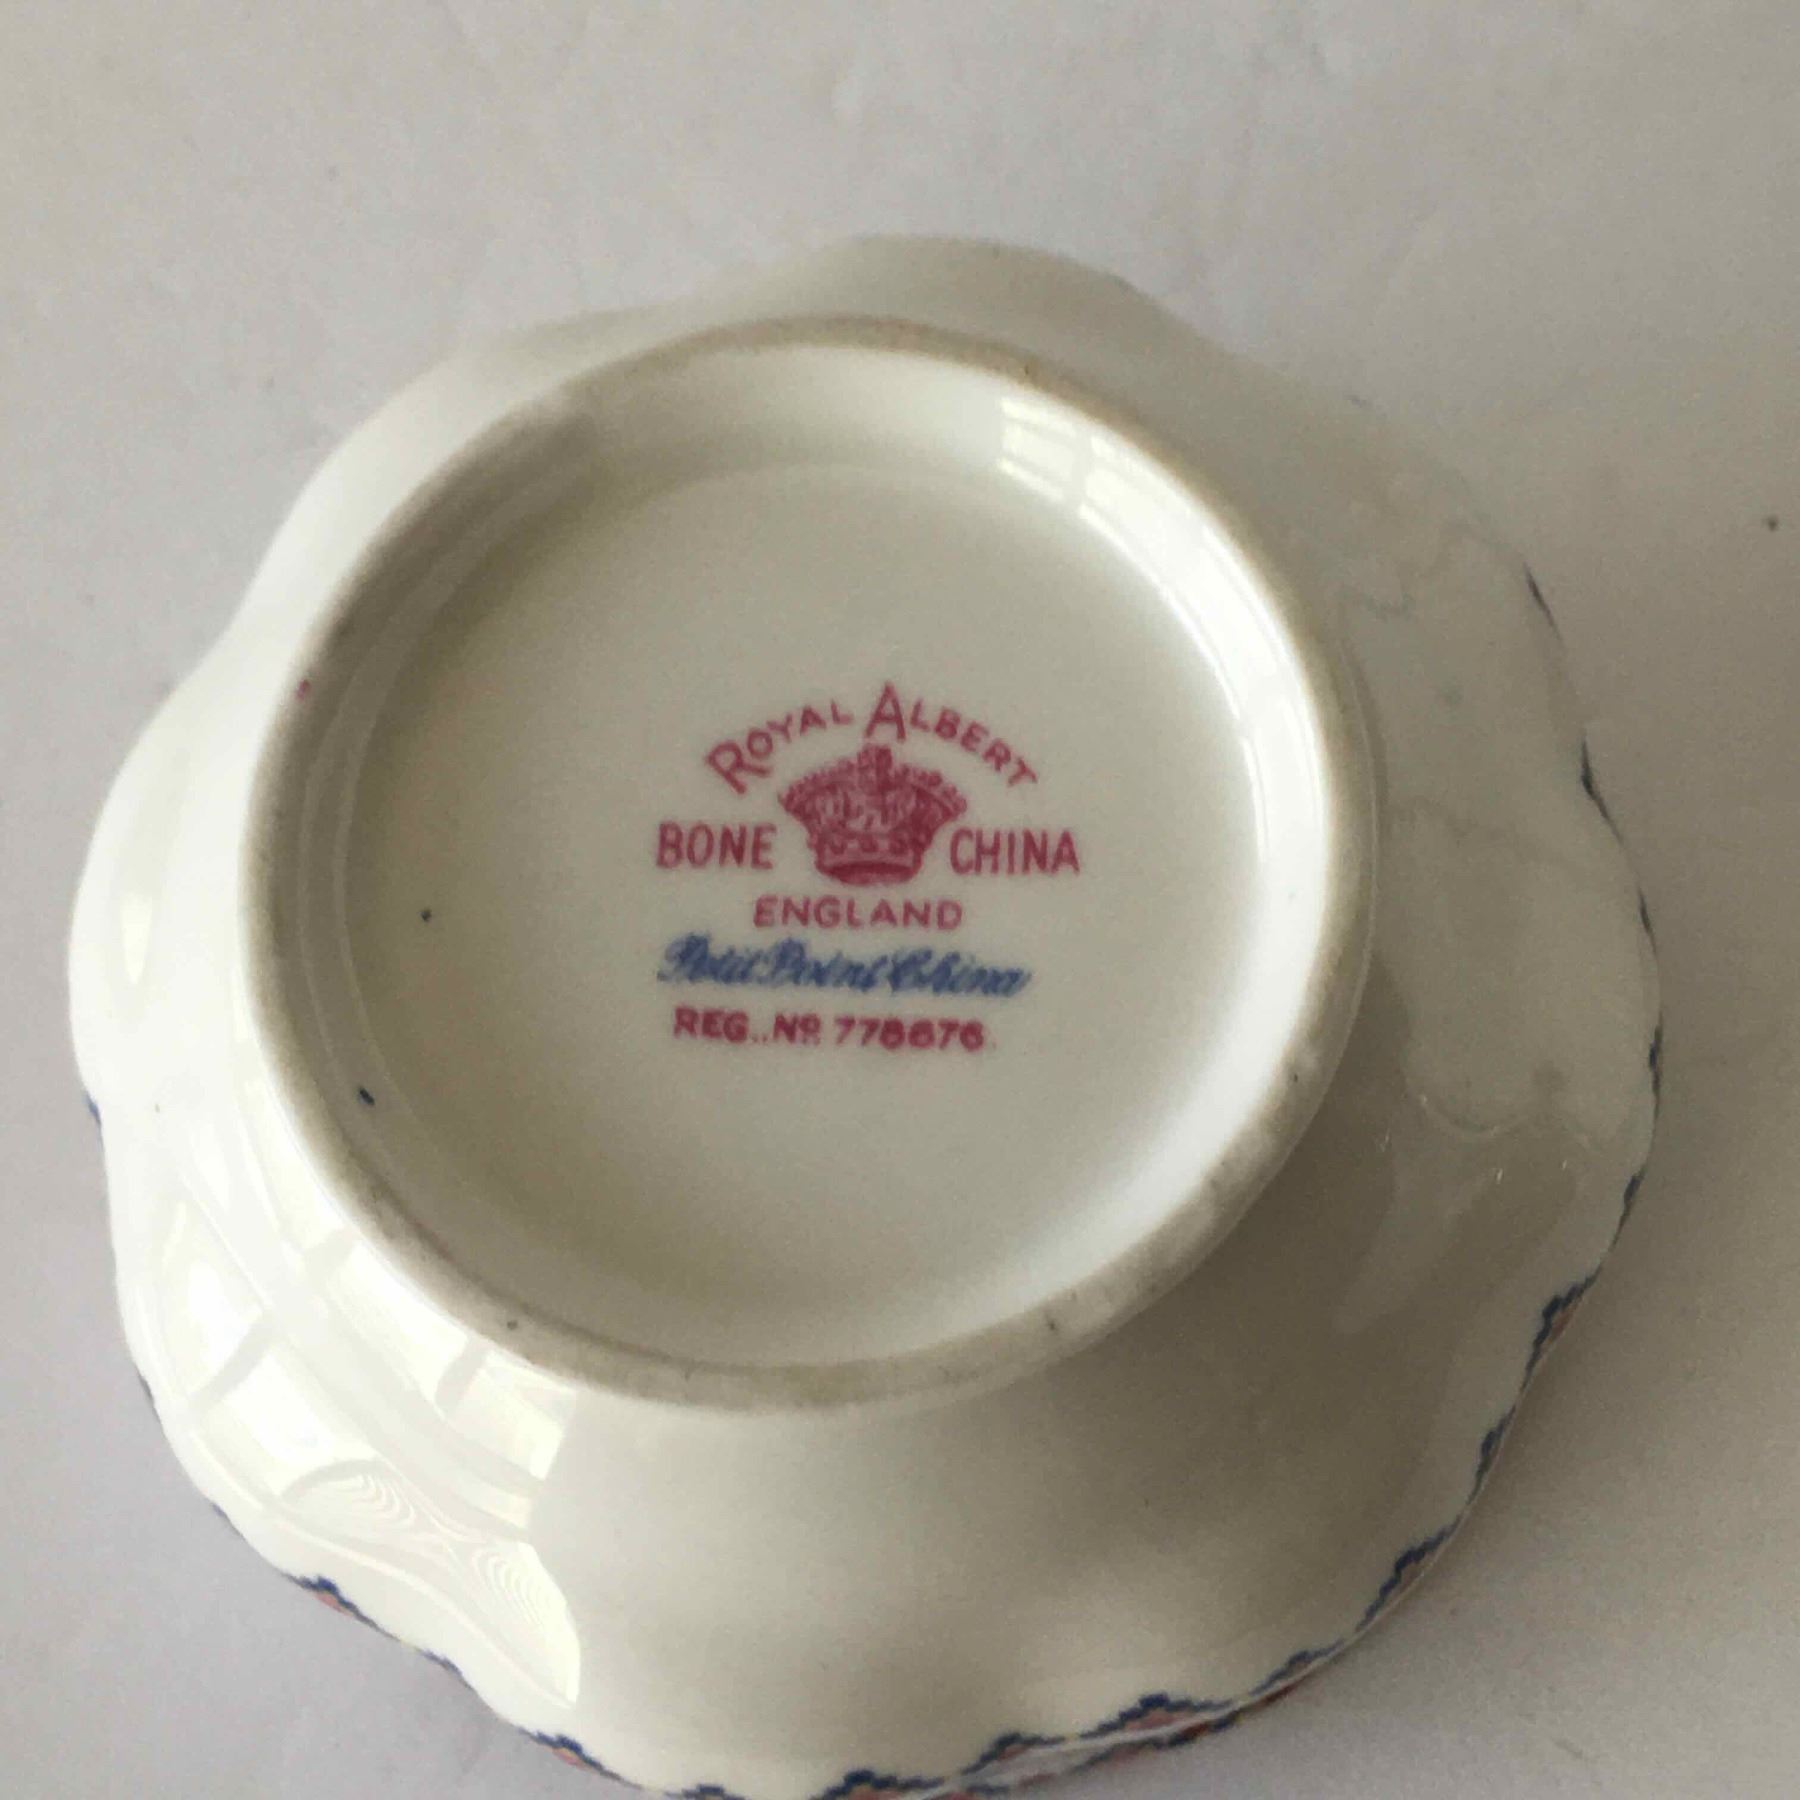 ROYAL ALBERT
BONE CHINA
ENGLAND
Petit Point China
REG..No. 778676